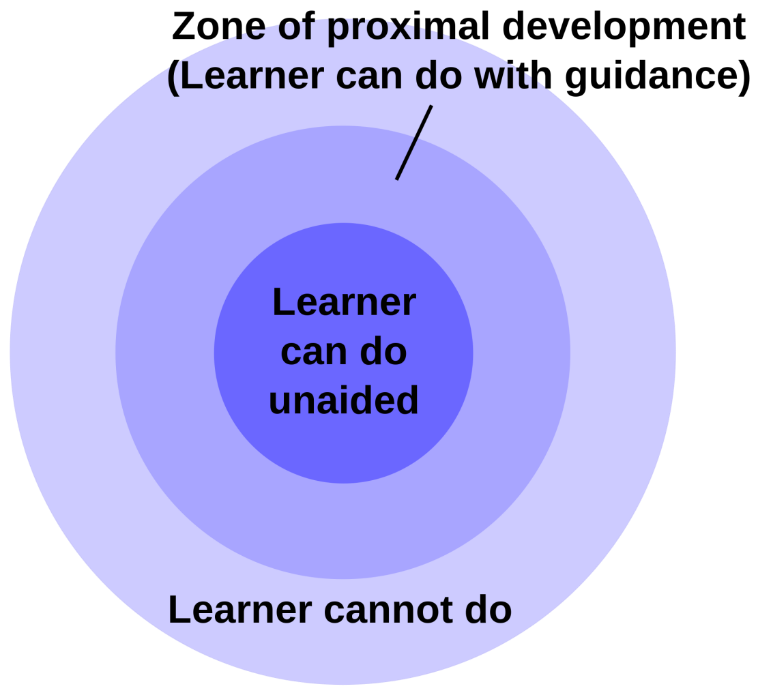 Zone of proximal development
(Learner can do with guidance)
Learner
can do
unaided
Learner cannot do